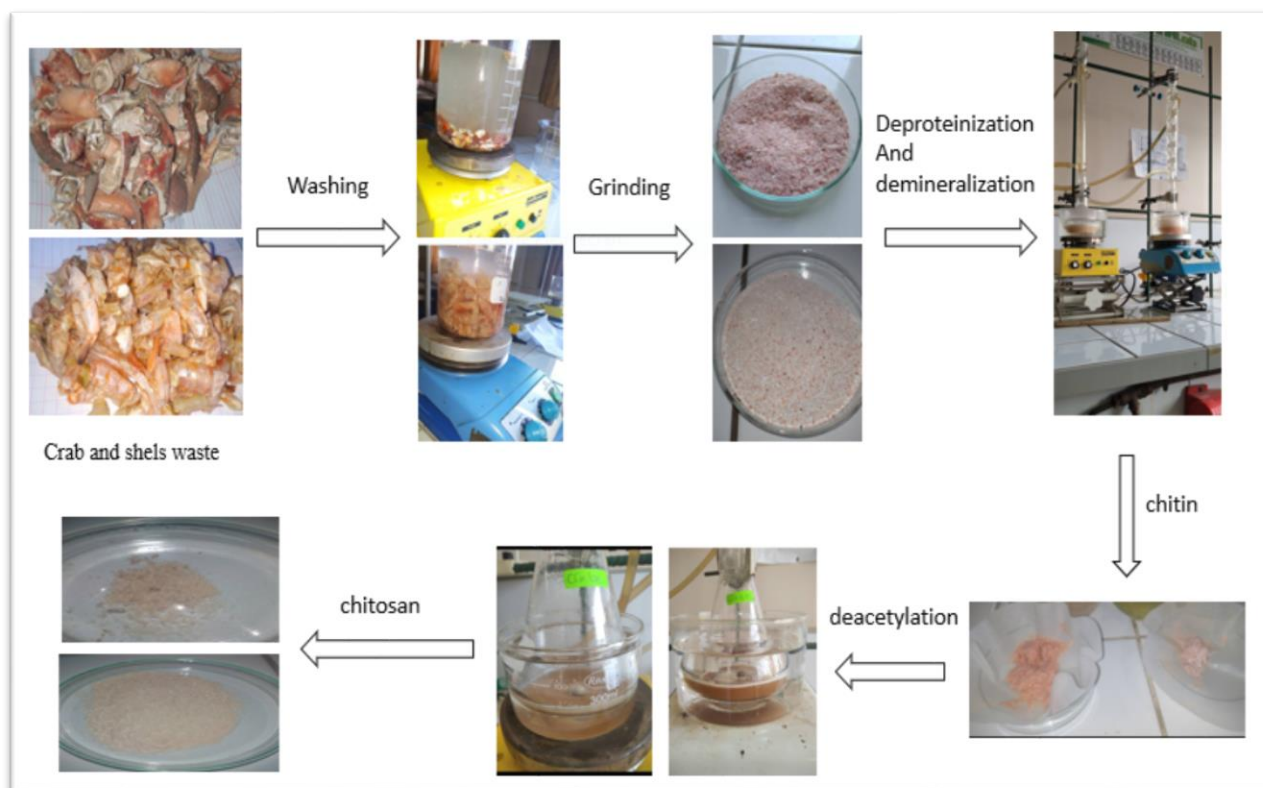 Washing
Grinding
Deproteinization
And
demineralization
Crab and shels waste
chitin
deacetylation
chitosan